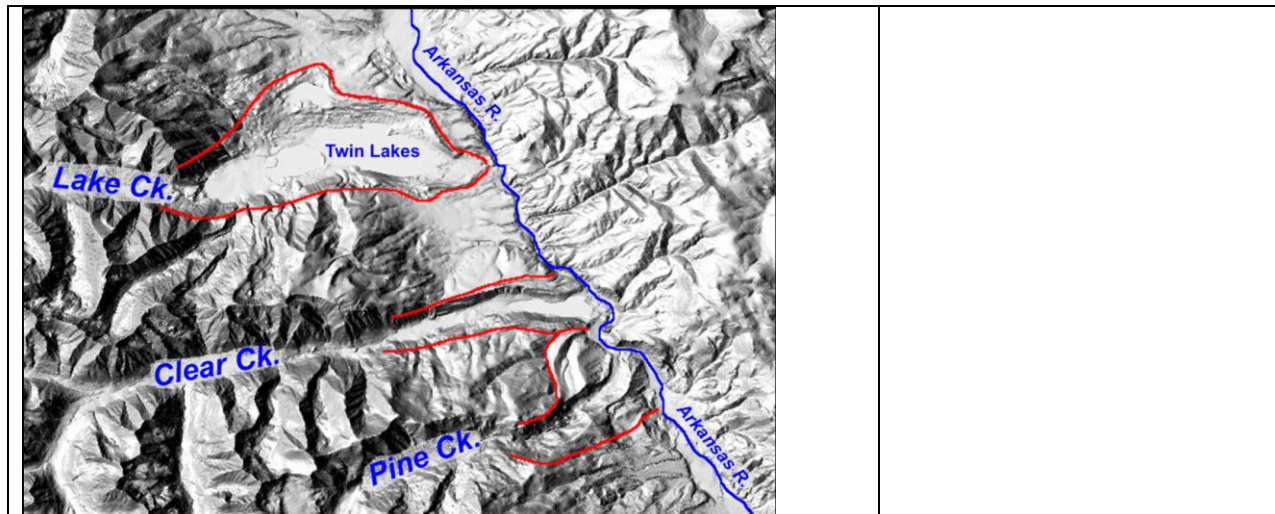 Arkansas R.
Twin Lakes
Lake Ck.
Clear Ck.
Pine Ck.
Arkansas R.